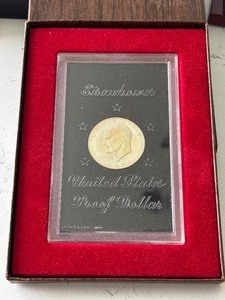 Eisenhower
United States
Proof Dollar